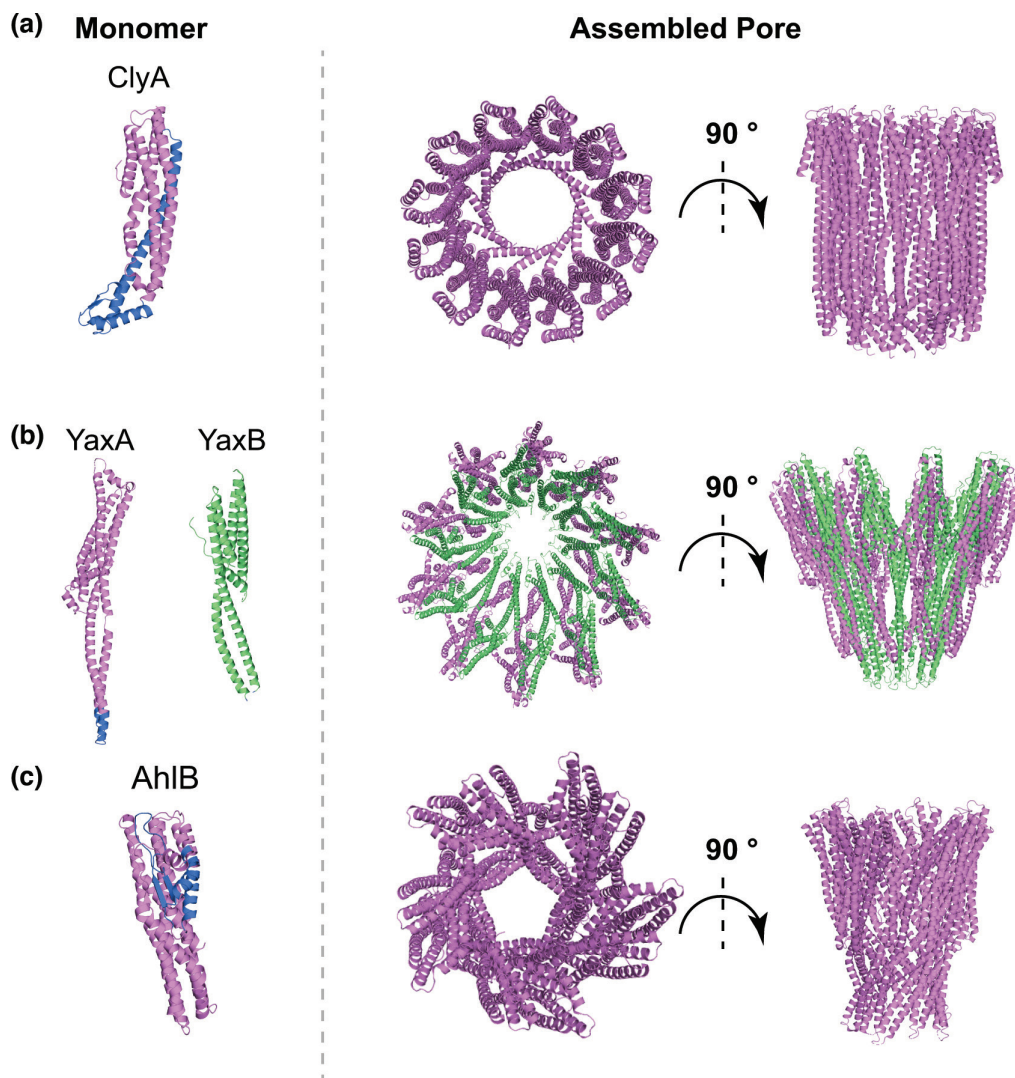 (a) Monomer Assembled Pore
ClyA
90 °
(b) YaxA YaxB
90 °
(c) AhlB
90 °